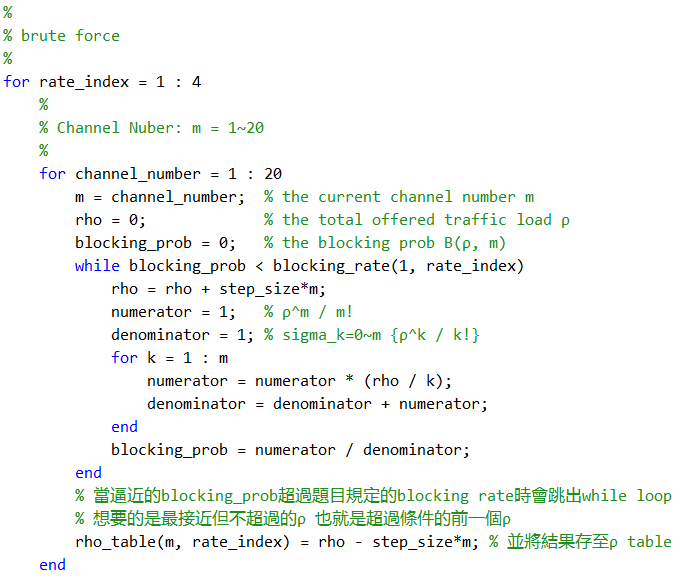 %
% brute force
%
for rate_index = 1 : 4
    %
    % Channel Nuber: m = 1~20
    %
    for channel_number = 1 : 20
        m = channel_number;  % the current channel number m
        rho = 0;             % the total offered traffic load ρ
        blocking_prob = 0;   % the blocking prob B(ρ, m)
        while blocking_prob < blocking_rate(1, rate_index)
            rho = rho + step_size*m;
            numerator = 1;   % ρ^m / m!
            denominator = 1; % sigma_k=0~m {ρ^k / k!}
            for k = 1 : m
                numerator = numerator * (rho / k);
                denominator = denominator + numerator;
            end
            blocking_prob = numerator / denominator;
        end
        % 當逼近的blocking_prob超過題目規定的blocking rate時會跳出while loop
        % 想要的是最接近但不超過的ρ 也就是超過條件的前一個ρ
        rho_table(m, rate_index) = rho - step_size*m; % 並將結果存至ρ table
    end